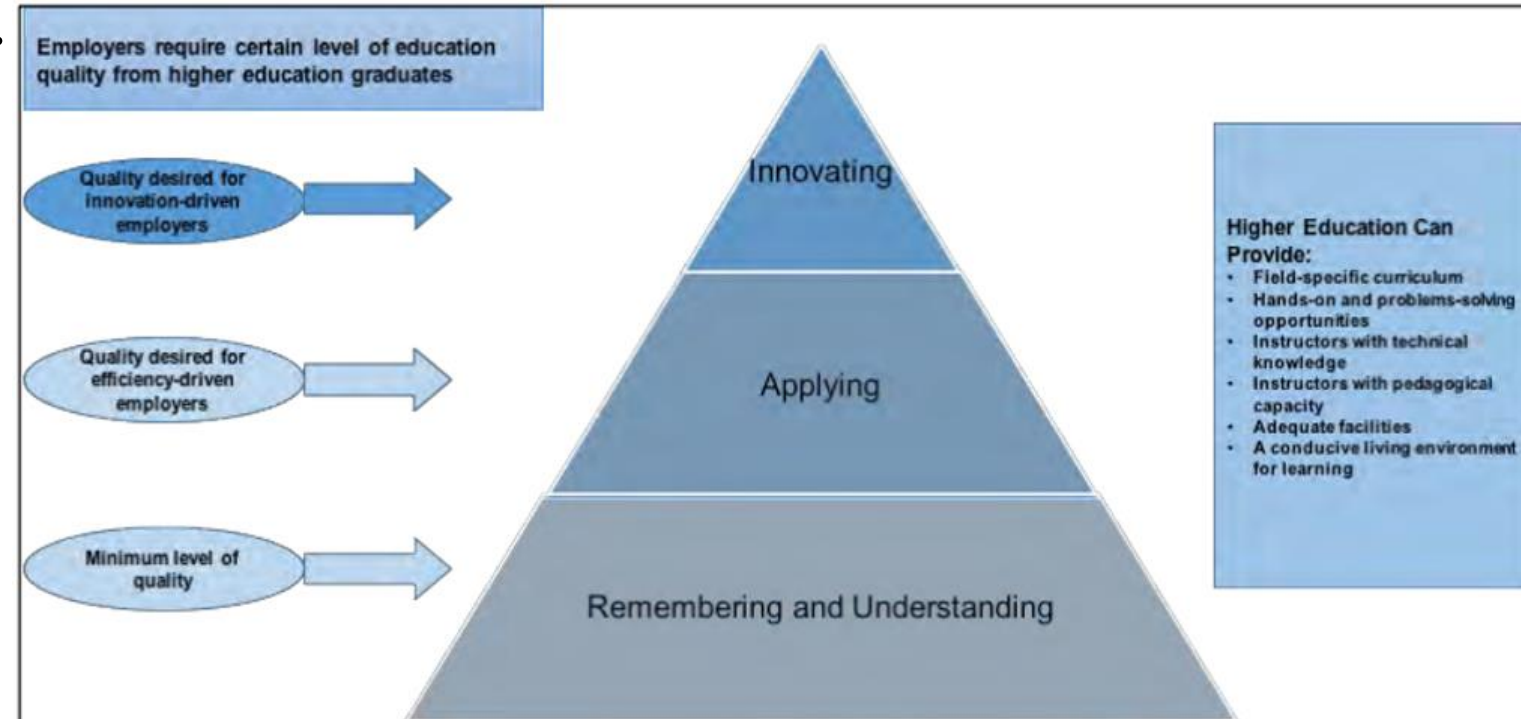 Employers require certain level of education
quality from higher education graduates
Quality desired for
innovation-driven
employers
Quality desired for
efficiency-driven
employers
Minimum level of
quality
Innovating
Applying
Remembering and Understanding
Higher Education Can
Provide:
• Field-specific curriculum
• Hands-on and problems-solving
opportunities
• Instructors with technical
knowledge
• Instructors with pedagogical
capacity
• Adequate facilities
• A conducive living environment
for learning